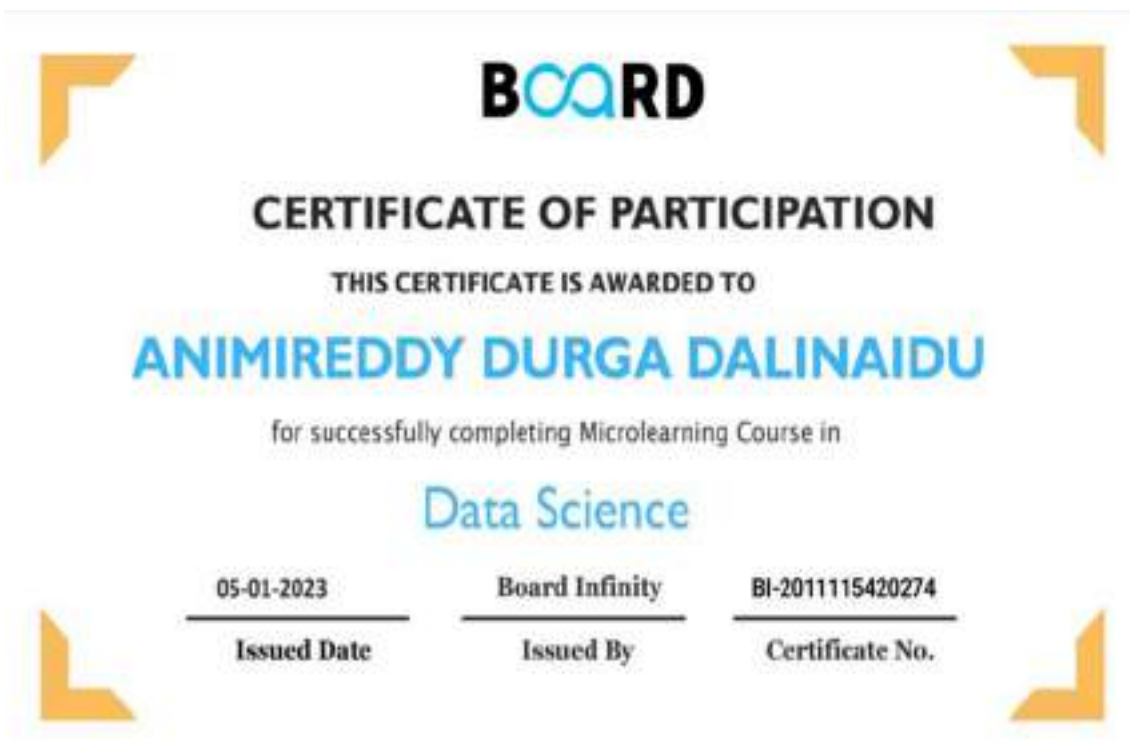 BOARD
CERTIFICATE OF PARTICIPATION
THIS CERTIFICATE IS AWARDED TO
ANIMIREDDY DURGA DALINAIDU
for successfully completing Microlearning Course in
Data Science
05-01-2023 Board Infinity BI-2011115420274
Issued Date Issued By Certificate No.